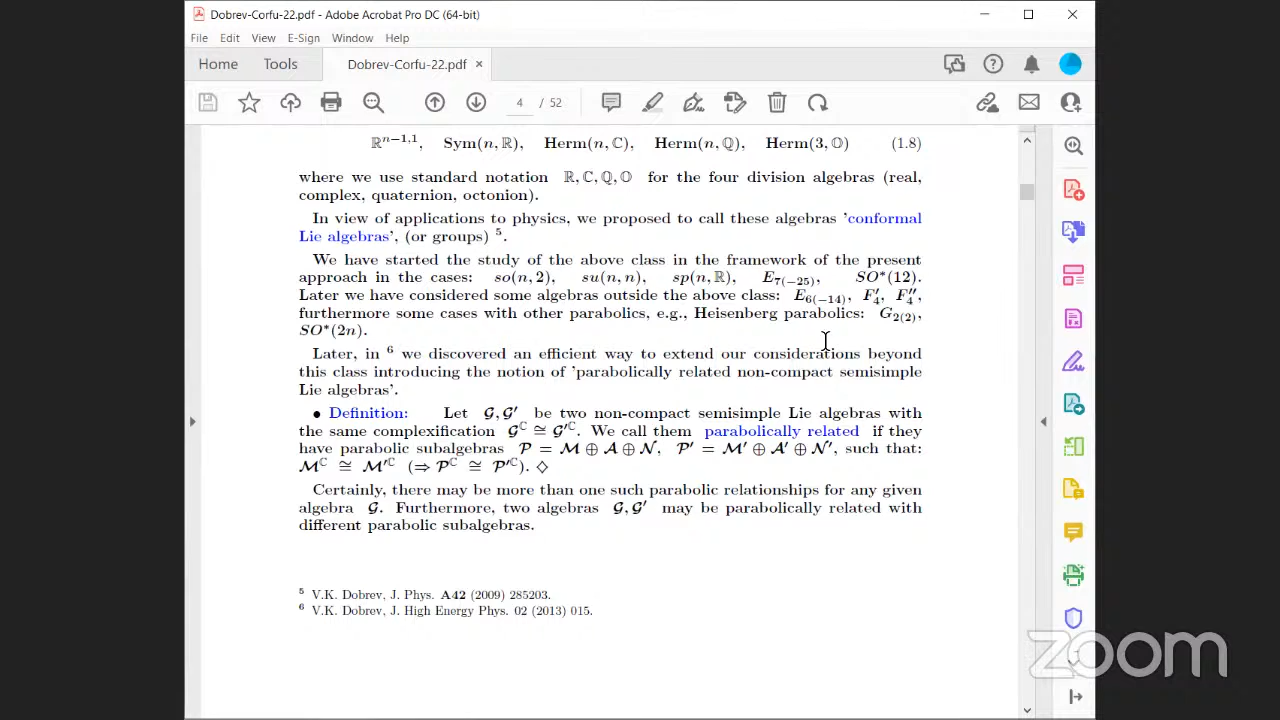 Dobrev-Corfu-22.pdf - Adobe Acrobat Pro DC (64-bit)
File Edit View E-Sign Window Help
Home Tools Dobrev-Corfu-22.pdf ×
4 / 52
ℝⁿ⁻¹,¹, Sym(n, ℝ), Herm(n, ℂ), Herm(n, ℚ), Herm(3, 𝕆) (1.8)
where we use standard notation ℝ, ℂ, ℚ, 𝕆 for the four division algebras (real,
complex, quaternion, octonion).
In view of applications to physics, we proposed to call these algebras 'conformal
Lie algebras', (or groups) ⁵.
We have started the study of the above class in the framework of the present
approach in the cases: so(n, 2), su(n, n), sp(n, ℝ), E₇₍₋₂₅₎, SO*(12).
Later we have considered some algebras outside the above class: E₆₍₋₁₄₎, F₄′, F₄″,
furthermore some cases with other parabolics, e.g., Heisenberg parabolics: G₂₍₂₎,
SO*(2n).
Later, in ⁶ we discovered an efficient way to extend our considerations beyond
this class introducing the notion of 'parabolically related non-compact semisimple
Lie algebras'.
• Definition: Let 𝒢, 𝒢′ be two non-compact semisimple Lie algebras with
the same complexification 𝒢^ℂ ≅ 𝒢′^ℂ. We call them parabolically related if they
have parabolic subalgebras 𝒫 = ℳ ⊕ 𝒜 ⊕ 𝒩, 𝒫′ = ℳ′ ⊕ 𝒜′ ⊕ 𝒩′, such that:
ℳ^ℂ ≅ ℳ′^ℂ (⇒ 𝒫^ℂ ≅ 𝒫′^ℂ). ◇
Certainly, there may be more than one such parabolic relationships for any given
algebra 𝒢. Furthermore, two algebras 𝒢, 𝒢′ may be parabolically related with
different parabolic subalgebras.
⁵ V.K. Dobrev, J. Phys. A42 (2009) 285203.
⁶ V.K. Dobrev, J. High Energy Phys. 02 (2013) 015.
zoom